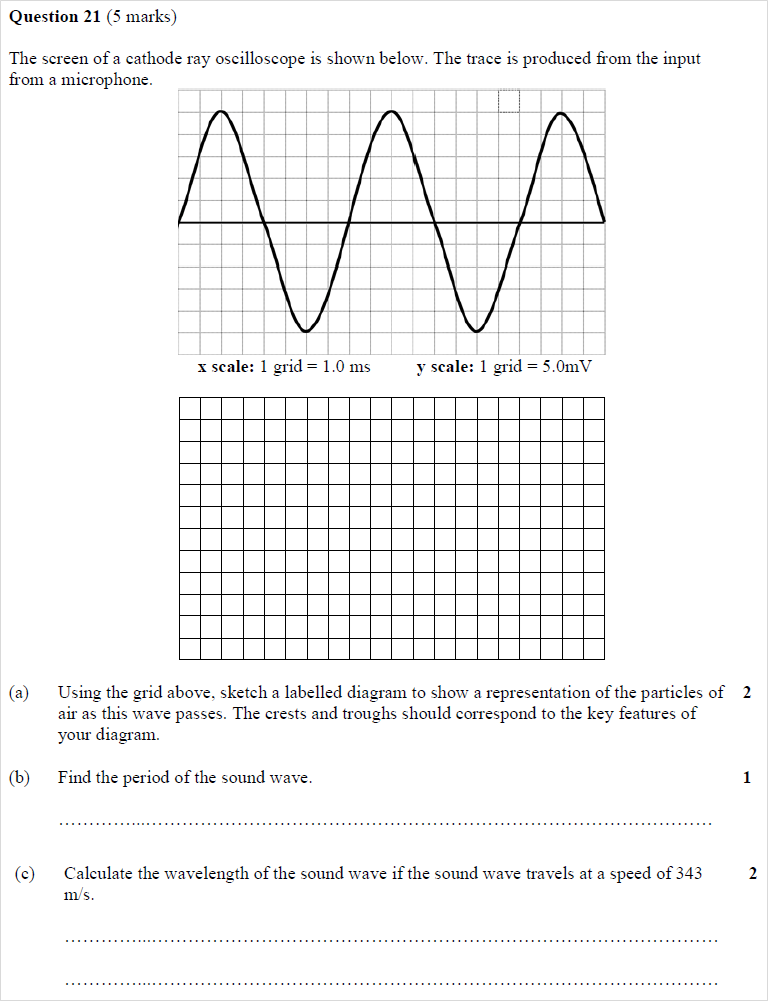 Question 21 (5 marks)
The screen of a cathode ray oscilloscope is shown below. The trace is produced from the input
from a microphone.
x scale: 1 grid = 1.0 ms y scale: 1 grid = 5.0mV
(a) Using the grid above, sketch a labelled diagram to show a representation of the particles of 2
air as this wave passes. The crests and troughs should correspond to the key features of
your diagram.
(b) Find the period of the sound wave. 1
…………...……………………………………………………………………………
(c) Calculate the wavelength of the sound wave if the sound wave travels at a speed of 343 2
m/s.
…………...……………………………………………………………………………
…………...……………………………………………………………………………